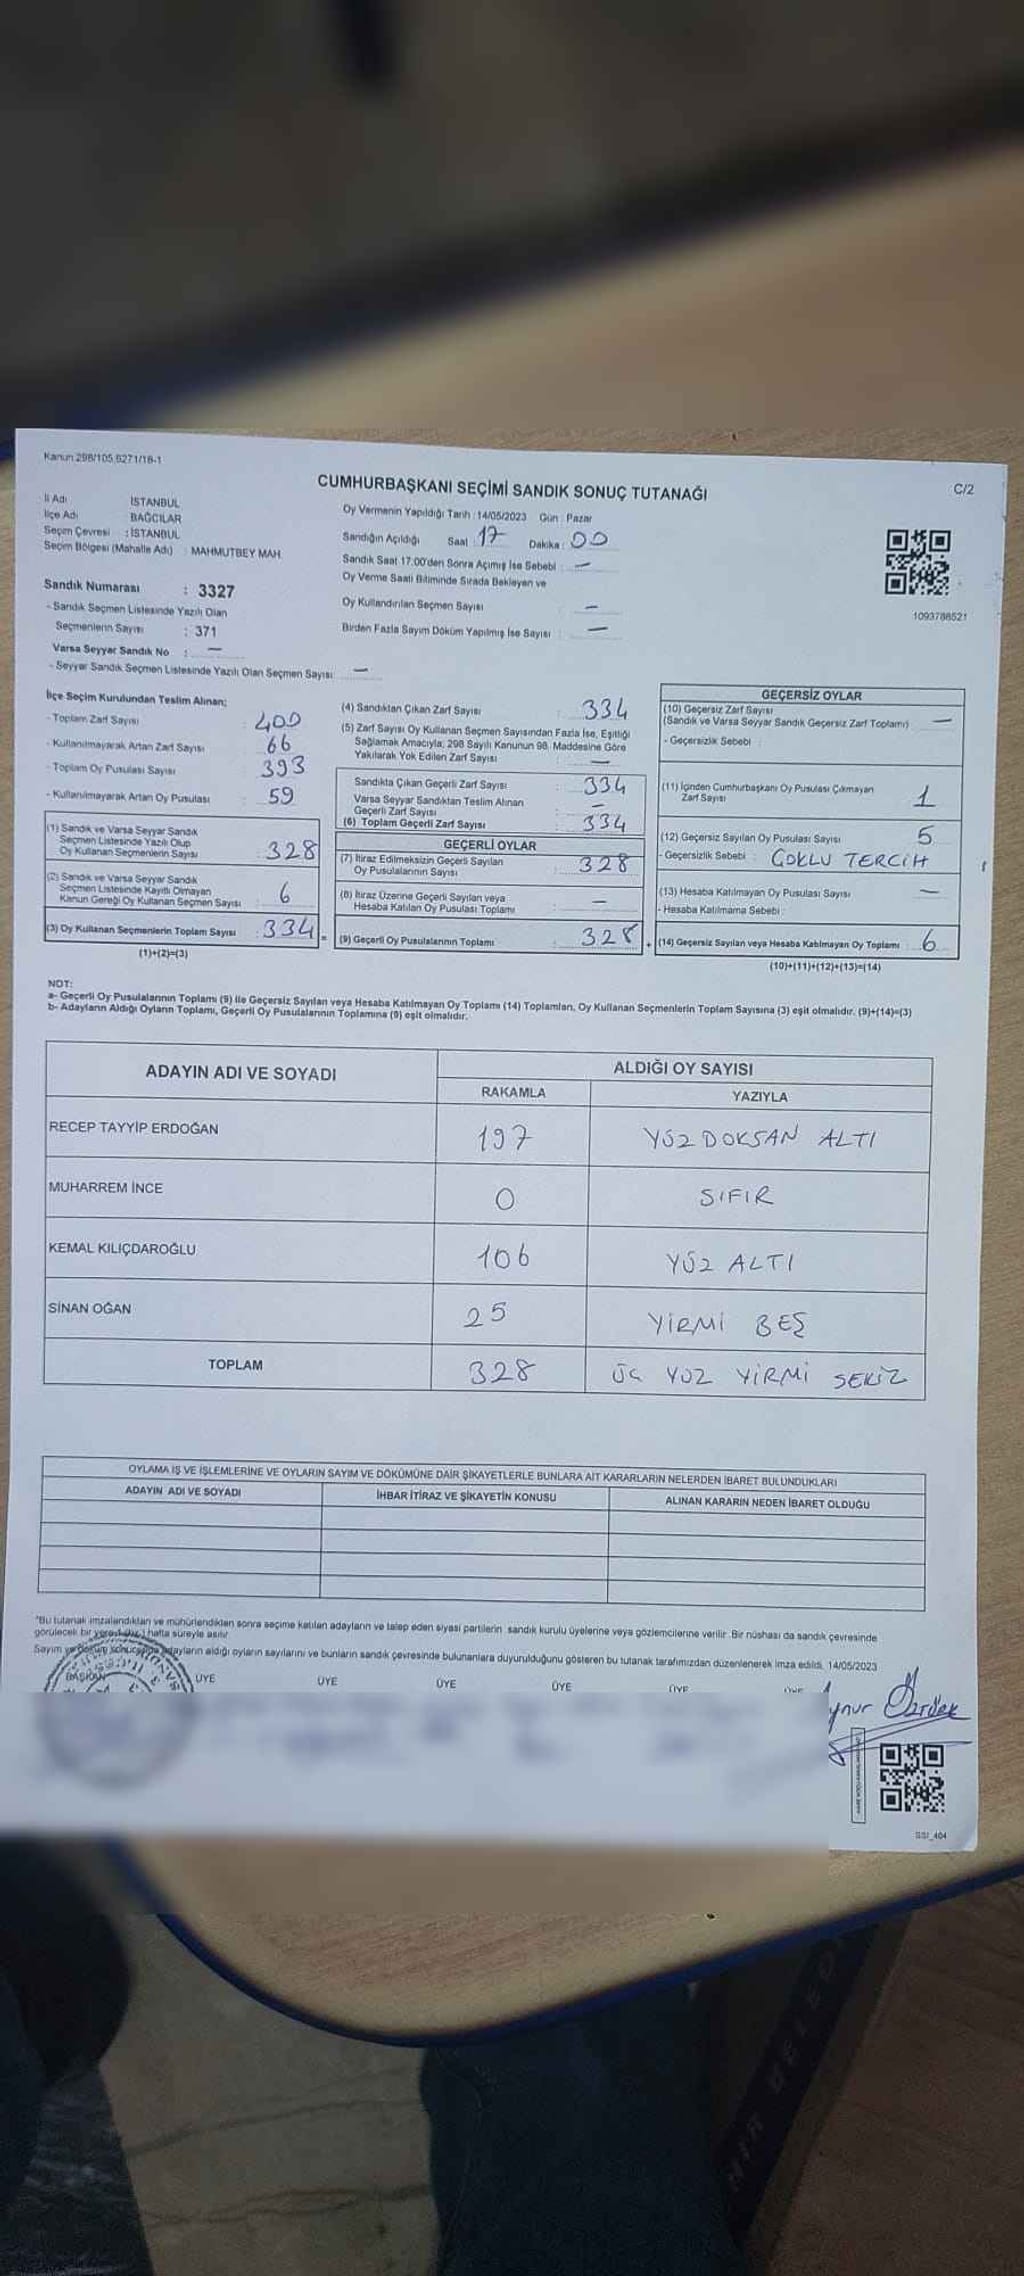 Kanun 298/105,6271/18-1
CUMHURBAŞKANI SEÇİMİ SANDIK SONUÇ TUTANAĞI
C/2
İli Adı İSTANBUL
İlçe Adı BAĞCILAR
Seçim Çevresi : İSTANBUL
Seçim Bölgesi (Mahalle Adı) : MAHMUTBEY MAH.
Sandık Numarası : 3327
- Sandık Seçmen Listesinde Yazılı Olan
Seçmenlerin Sayısı : 371
Varsa Seyyar Sandık No : —
- Seyyar Sandık Seçmen Listesinde Yazılı Olan Seçmen Sayısı —
Oy Vermenin Yapıldığı Tarih : 14/05/2023 Gün : Pazar
Sandığın Açıldığı Saat : 17 Dakika : 00
Sandık Saat 17.00'den Sonra Açımış İse Sebebi : —
Oy Verme Saati Bitiminde Sırada Bekleyen ve
Oy Kullandırılan Seçmen Sayısı —
Birden Fazla Sayım Döküm Yapılmış İse Sayısı : —
1093788521
İlçe Seçim Kurulundan Teslim Alınan;
- Toplam Zarf Sayısı : 400
- Kullanılmayarak Artan Zarf Sayısı : 66
- Toplam Oy Pusulası Sayısı : 393
- Kullanılmayarak Artan Oy Pusulası : 59
(1) Sandık ve Varsa Seyyar Sandık
Seçmen Listesinde Yazılı Olup
Oy Kullanan Seçmenlerin Sayısı : 328
(2) Sandık ve Varsa Seyyar Sandık
Seçmen Listesinde Kayıtlı Olmayan
Kanun Gereği Oy Kullanan Seçmen Sayısı : 6
(3) Oy Kullanan Seçmenlerin Toplam Sayısı : 334 =
(1)+(2)=(3)
(4) Sandıktan Çıkan Zarf Sayısı : 334
(5) Zarf Sayısı Oy Kullanan Seçmen Sayısından Fazla İse, Eşitliği
Sağlamak Amacıyla; 298 Sayılı Kanunun 98. Maddesine Göre
Yakılarak Yok Edilen Zarf Sayısı : —
Sandıkta Çıkan Geçerli Zarf Sayısı : 334
Varsa Seyyar Sandıktan Teslim Alınan
Geçerli Zarf Sayısı : —
(6) Toplam Geçerli Zarf Sayısı : 334
GEÇERLİ OYLAR
(7) İtiraz Edilmeksizin Geçerli Sayılan
Oy Pusulalarının Sayısı : 328
(8) İtiraz Üzerine Geçerli Sayılan veya
Hesaba Katılan Oy Pusulası Toplamı : —
(9) Geçerli Oy Pusulalarının Toplamı : 328 +
GEÇERSİZ OYLAR
(10) Geçersiz Zarf Sayısı
(Sandık ve Varsa Seyyar Sandık Geçersiz Zarf Toplamı) —
- Geçersizlik Sebebi :
(11) İçinden Cumhurbaşkanı Oy Pusulası Çıkmayan
Zarf Sayısı 1
(12) Geçersiz Sayılan Oy Pusulası Sayısı 5
- Geçersizlik Sebebi : ÇOKLU TERCİH
(13) Hesaba Katılmayan Oy Pusulası Sayısı —
- Hesaba Katılmama Sebebi :
(14) Geçersiz Sayılan veya Hesaba Katılmayan Oy Toplamı : 6
(10)+(11)+(12)+(13)=(14)
NOT:
a- Geçerli Oy Pusulalarının Toplamı (9) ile Geçersiz Sayılan veya Hesaba Katılmayan Oy Toplamı (14) Toplamları, Oy Kullanan Seçmenlerin Toplam Sayısına (3) eşit olmalıdır. (9)+(14)=(3)
b- Adayların Aldığı Oyların Toplamı, Geçerli Oy Pusulalarının Toplamına (9) eşit olmalıdır.
ADAYIN ADI VE SOYADI ALDIĞI OY SAYISI
RAKAMLA YAZIYLA
RECEP TAYYİP ERDOĞAN 197 YÜZ DOKSAN ALTI
MUHARREM İNCE 0 SIFIR
KEMAL KILIÇDAROĞLU 106 YÜZ ALTI
SİNAN OĞAN 25 YİRMİ BEŞ
TOPLAM 328 ÜÇ YÜZ YİRMİ SEKİZ
OYLAMA İŞ VE İŞLEMLERİNE VE OYLARIN SAYIM VE DÖKÜMÜNE DAİR ŞİKAYETLERLE BUNLARA AİT KARARLARIN NELERDEN İBARET BULUNDUKLARI
ADAYIN ADI VE SOYADI İHBAR İTİRAZ VE ŞİKAYETİN KONUSU ALINAN KARARIN NEDEN İBARET OLDUĞU
*Bu tutanak imzalandıktan ve mühürlendikten sonra seçime katılan adayların ve talep eden siyasi partilerin sandık kurulu üyelerine veya gözlemcilerine verilir. Bir nüshası da sandık çevresinde
görülecek bir yere 1 (bir) hafta süreyle asılır.
Sayım ve döküm sonucunda adayların aldığı oyların sayılarını ve bunların sandık çevresinde bulunanlara duyurulduğunu gösteren bu tutanak tarafımızdan düzenlenerek imza edildi. 14/05/2023
BAŞKAN ÜYE ÜYE ÜYE ÜYE ÜYE
SSI_404